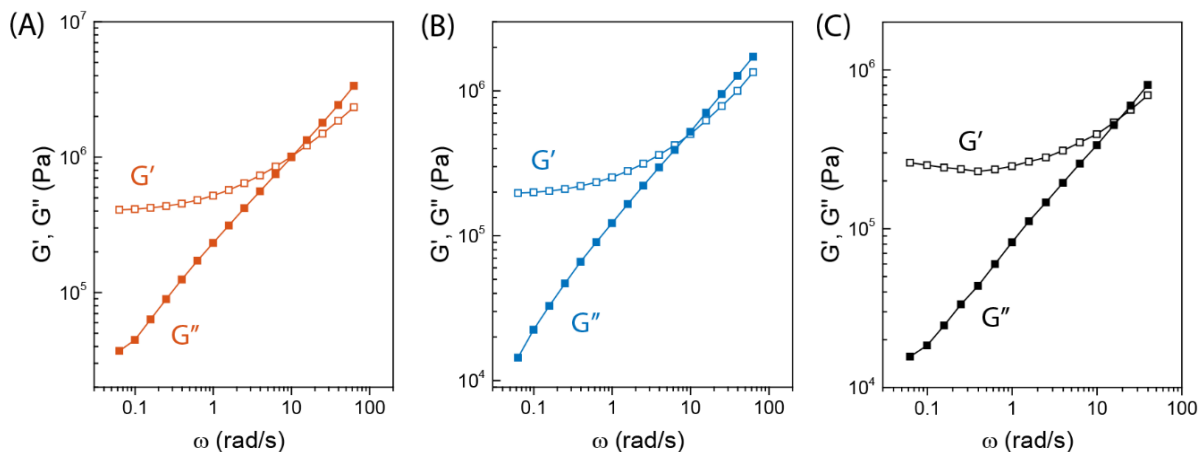 (A)
10⁷
10⁶
10⁵
G', G" (Pa)
G'
G"
0.1 1 10 100
ω (rad/s)
(B)
10⁶
10⁵
10⁴
G', G" (Pa)
G'
G"
0.1 1 10 100
ω (rad/s)
(C)
10⁶
10⁵
10⁴
G', G" (Pa)
G'
G"
0.1 1 10 100
ω (rad/s)